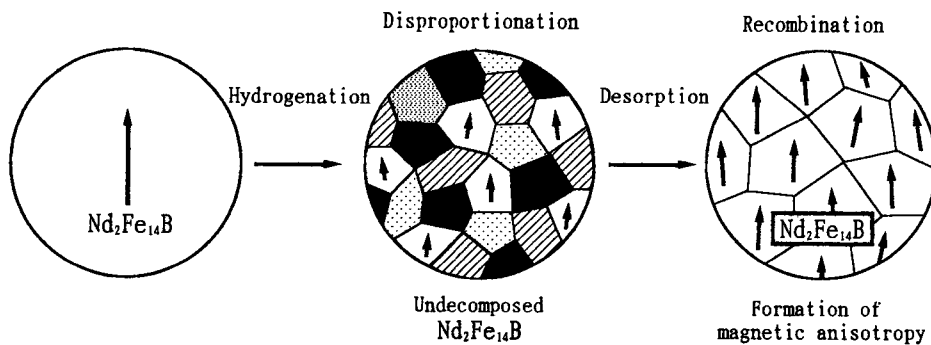 Disproportionation
Recombination
Hydrogenation
Desorption
Nd₂Fe₁₄B
Nd₂Fe₁₄B
Undecomposed
Nd₂Fe₁₄B
Formation of
magnetic anisotropy